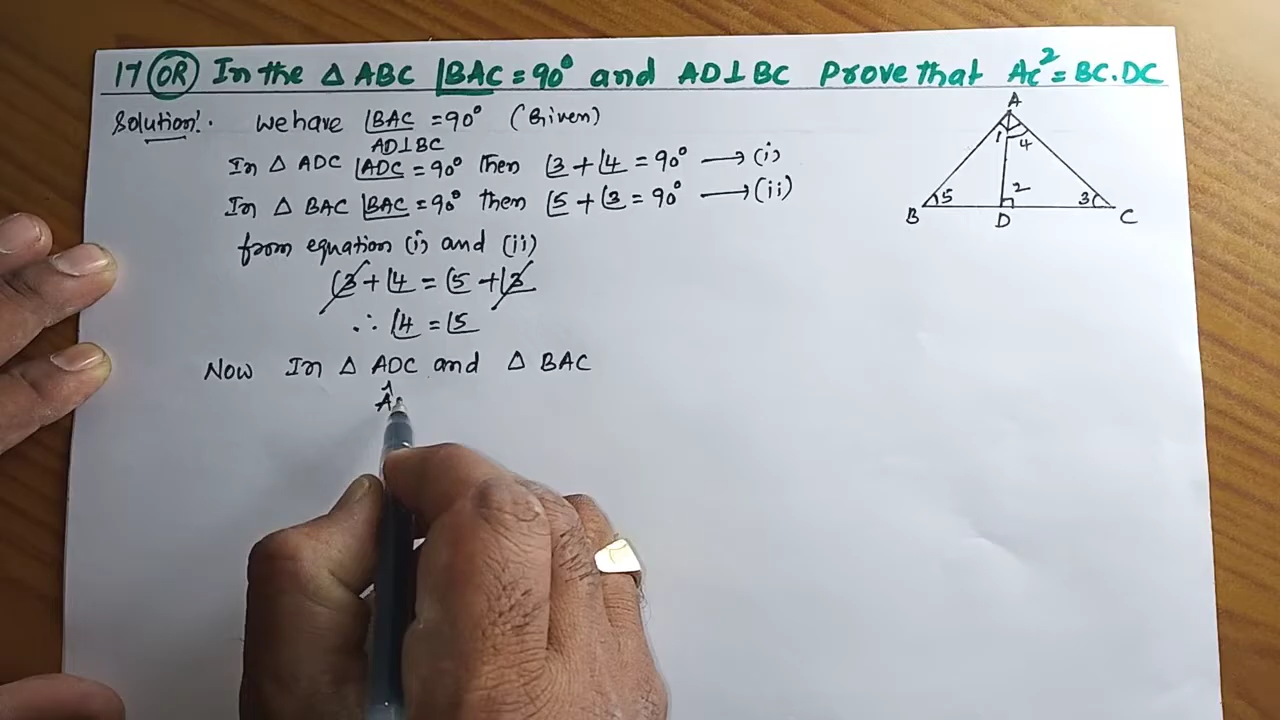 17 OR In the △ ABC ∠BAC = 90° and AD⊥BC Prove that AC² = BC.DC
Solution: We have ∠BAC = 90° (Given)
AD⊥BC
In △ ADC ∠ADC = 90° then ∠3 + ∠4 = 90° → (i)
In △ BAC ∠BAC = 90° then ∠5 + ∠3 = 90° → (ii)
from equation (i) and (ii)
∠3 + ∠4 = ∠5 + ∠3
∴ ∠4 = ∠5
Now In △ ADC and △ BAC
A
A
1 4
5 2 3
B D C